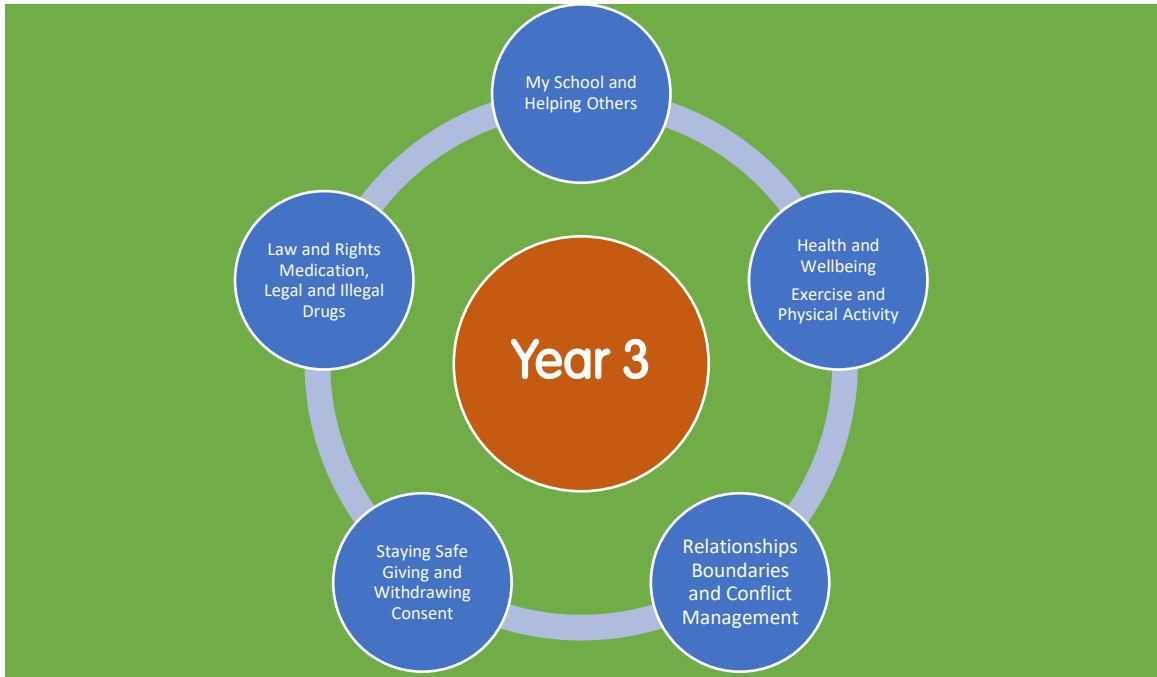 My School and
Helping Others
Health and
Wellbeing
Exercise and
Physical Activity
Relationships
Boundaries
and Conflict
Management
Staying Safe
Giving and
Withdrawing
Consent
Law and Rights
Medication,
Legal and Illegal
Drugs
Year 3